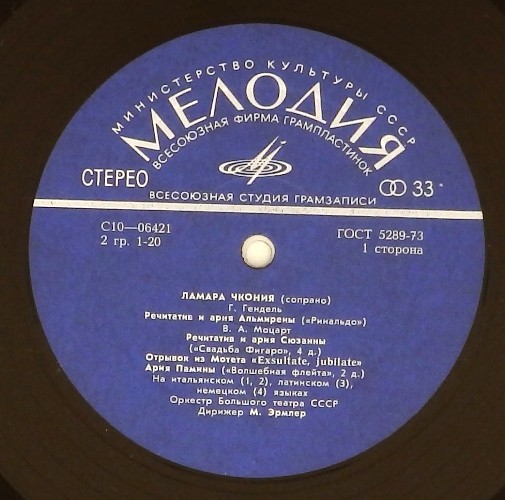 МИНИСТЕРСТВО КУЛЬТУРЫ СССР
МЕЛОДИЯ
ВСЕСОЮЗНАЯ ФИРМА ГРАМПЛАСТИНОК
СТЕРЕО
33
ВСЕСОЮЗНАЯ СТУДИЯ ГРАМЗАПИСИ
С10—06421
2 гр. 1-20
ГОСТ 5289-73
1 сторона
ЛАМАРА ЧКОНИЯ (сопрано)
Г. Гендель
Речитатив и ария Альмирены («Ринальдо»)
В. А. Моцарт
Речитатив и ария Сюзанны
(«Свадьба Фигаро», 4 д.)
Отрывок из Мотета «Exsultate, jubilate»
Ария Памины («Волшебная флейта», 2 д.)
На итальянском (1, 2), латинском (3),
немецком (4) языках
Оркестр Большого театра СССР
Дирижер М. Эрмлер